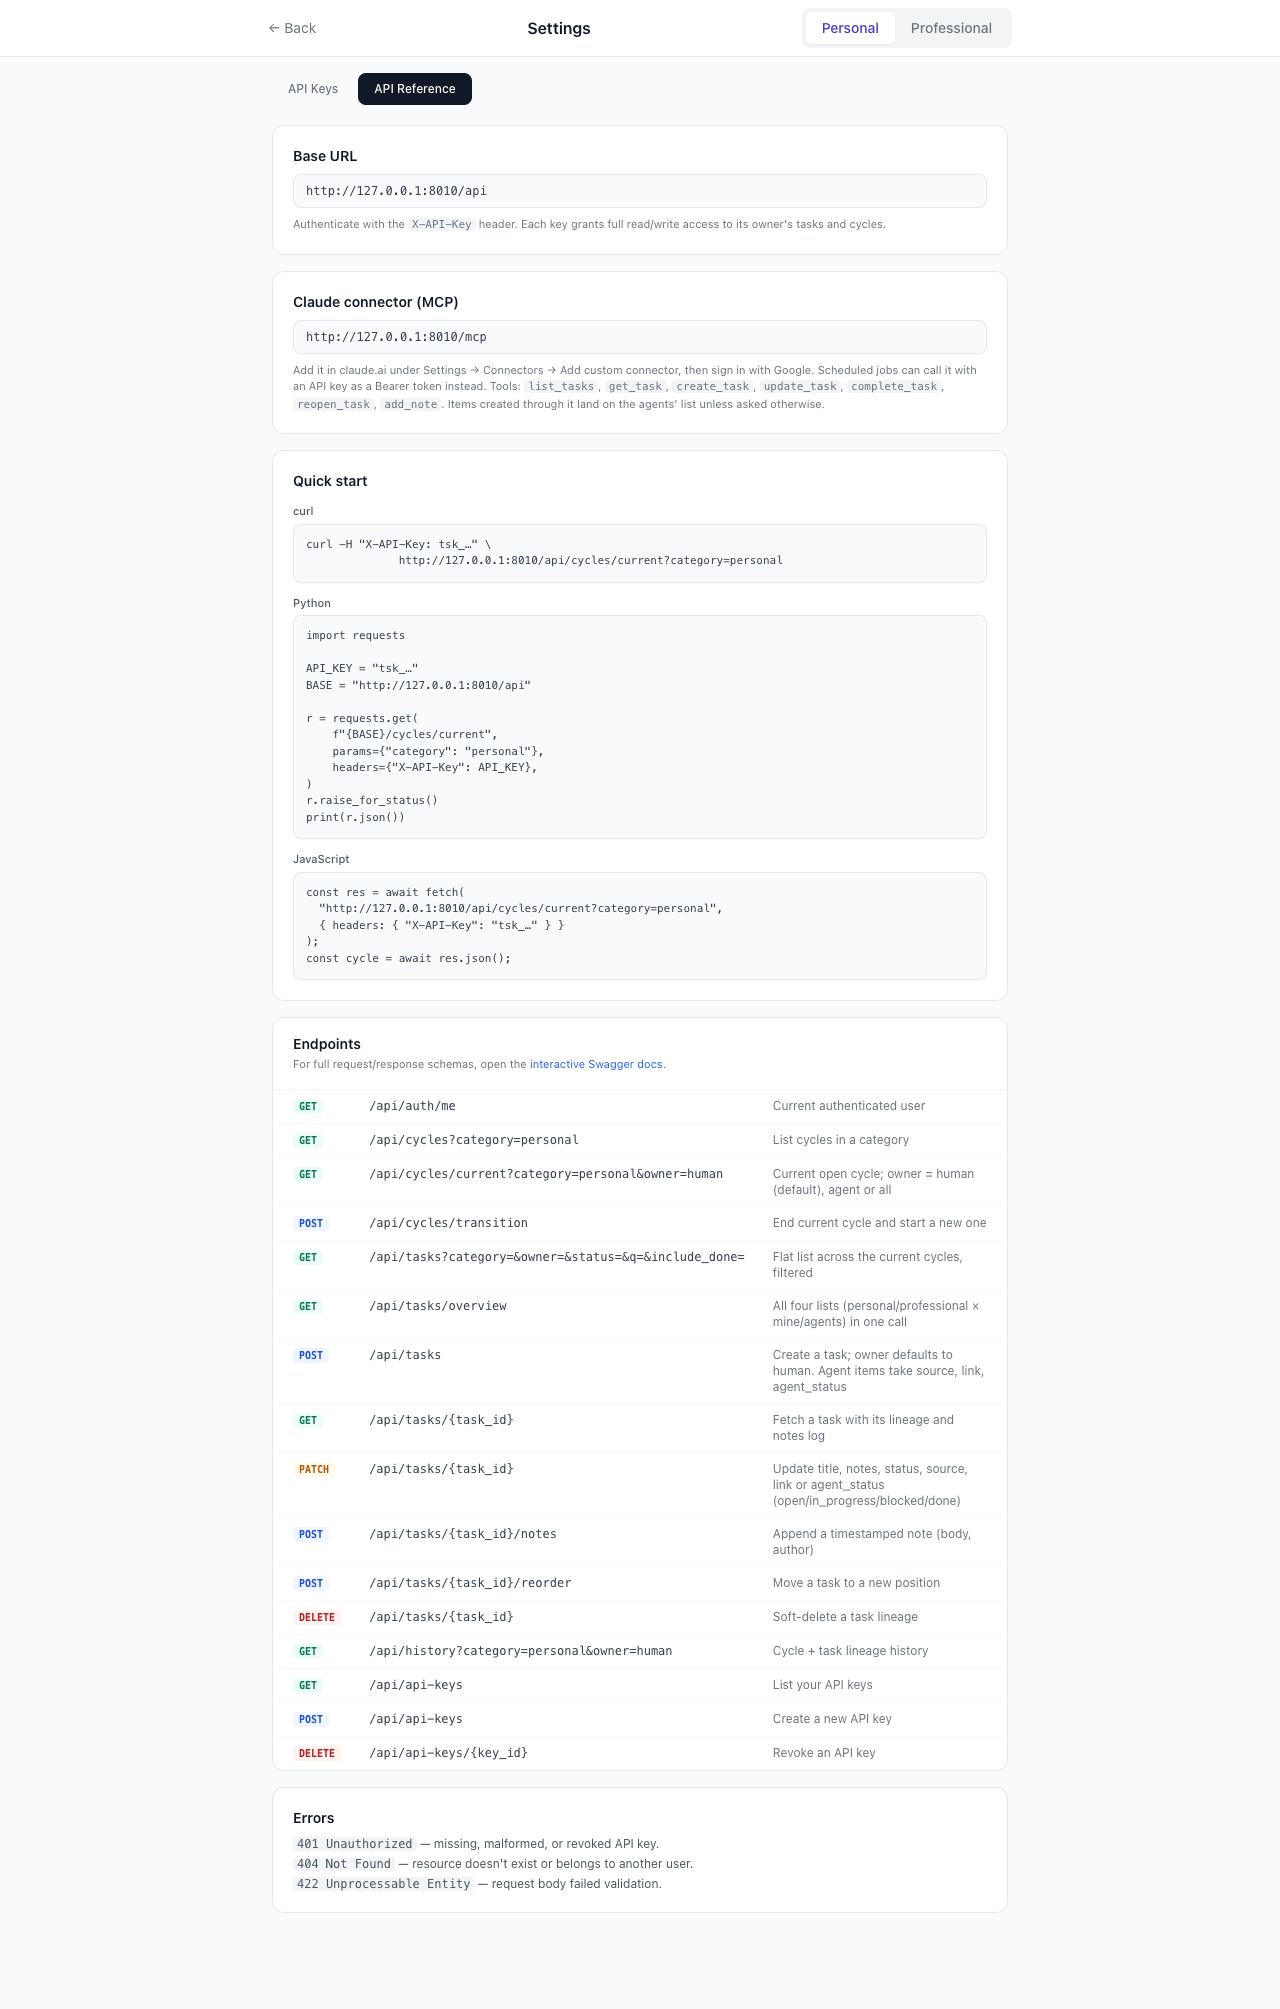 ← Back
Settings
Personal
Professional
API Keys
API Reference
Base URL
http://127.0.0.1:8010/api
Authenticate with the X-API-Key header. Each key grants full read/write access to its owner's tasks and cycles.
Claude connector (MCP)
http://127.0.0.1:8010/mcp
Add it in claude.ai under Settings → Connectors → Add custom connector, then sign in with Google. Scheduled jobs can call it with
an API key as a Bearer token instead. Tools: list_tasks, get_task, create_task, update_task, complete_task,
reopen_task, add_note. Items created through it land on the agents' list unless asked otherwise.
Quick start
curl
curl -H "X-API-Key: tsk_…" \
http://127.0.0.1:8010/api/cycles/current?category=personal
Python
import requests
API_KEY = "tsk_…"
BASE = "http://127.0.0.1:8010/api"
r = requests.get(
f"{BASE}/cycles/current",
params={"category": "personal"},
headers={"X-API-Key": API_KEY},
)
r.raise_for_status()
print(r.json())
JavaScript
const res = await fetch(
"http://127.0.0.1:8010/api/cycles/current?category=personal",
{ headers: { "X-API-Key": "tsk_…" } }
);
const cycle = await res.json();
Endpoints
For full request/response schemas, open the interactive Swagger docs.
GET /api/auth/me Current authenticated user
GET /api/cycles?category=personal List cycles in a category
GET /api/cycles/current?category=personal&owner=human Current open cycle; owner = human
(default), agent or all
POST /api/cycles/transition End current cycle and start a new one
GET /api/tasks?category=&owner=&status=&q=&include_done= Flat list across the current cycles,
filtered
GET /api/tasks/overview All four lists (personal/professional ×
mine/agents) in one call
POST /api/tasks Create a task; owner defaults to
human. Agent items take source, link,
agent_status
GET /api/tasks/{task_id} Fetch a task with its lineage and
notes log
PATCH /api/tasks/{task_id} Update title, notes, status, source,
link or agent_status
(open/in_progress/blocked/done)
POST /api/tasks/{task_id}/notes Append a timestamped note (body,
author)
POST /api/tasks/{task_id}/reorder Move a task to a new position
DELETE /api/tasks/{task_id} Soft-delete a task lineage
GET /api/history?category=personal&owner=human Cycle + task lineage history
GET /api/api-keys List your API keys
POST /api/api-keys Create a new API key
DELETE /api/api-keys/{key_id} Revoke an API key
Errors
401 Unauthorized — missing, malformed, or revoked API key.
404 Not Found — resource doesn't exist or belongs to another user.
422 Unprocessable Entity — request body failed validation.